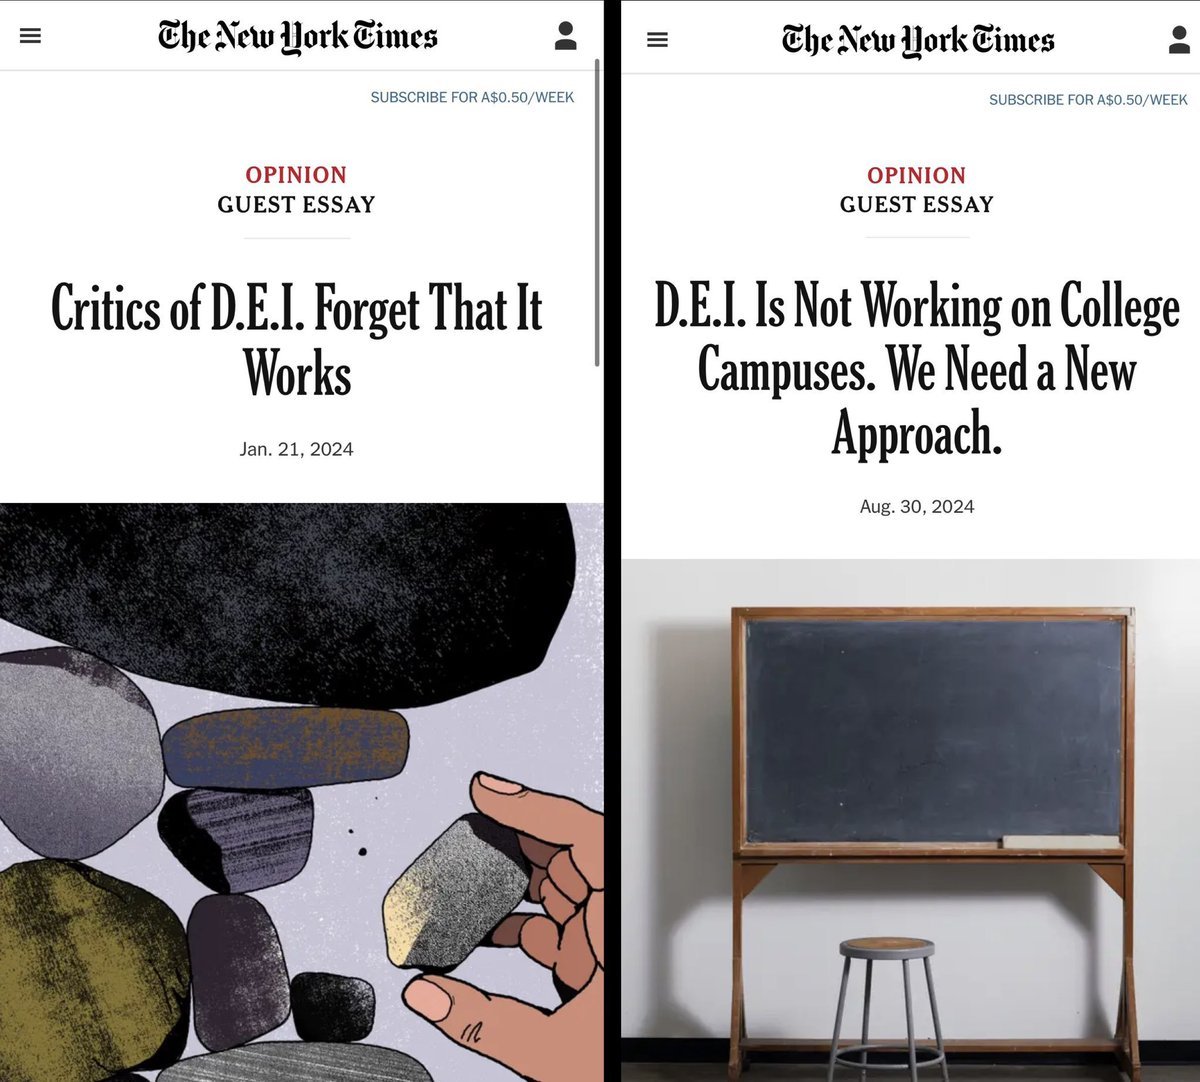 The New York Times
SUBSCRIBE FOR A$0.50/WEEK
OPINION
GUEST ESSAY
Critics of D.E.I. Forget That It
Works
Jan. 21, 2024
The New York Times
SUBSCRIBE FOR A$0.50/WEEK
OPINION
GUEST ESSAY
D.E.I. Is Not Working on College
Campuses. We Need a New
Approach.
Aug. 30, 2024